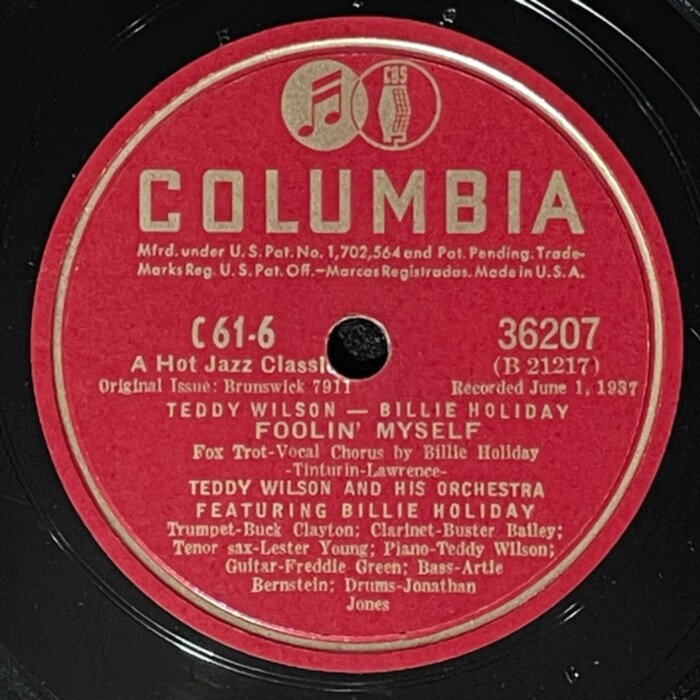 CBS
COLUMBIA
Mfrd. under U. S. Pat. No. 1,702,564 and Pat. Pending. Trade-
Marks Reg. U. S. Pat. Off.—Marcas Registradas. Made in U. S. A.
C 61-6
36207
A Hot Jazz Classi
(B 21217)
Original Issue: Brunswick 7911
Recorded June 1, 1937
TEDDY WILSON — BILLIE HOLIDAY
FOOLIN' MYSELF
Fox Trot-Vocal Chorus by Billie Holiday
-Tinturin-Lawrence-
TEDDY WILSON AND HIS ORCHESTRA
FEATURING BILLIE HOLIDAY
Trumpet-Buck Clayton; Clarinet-Buster Bailey;
Tenor sax-Lester Young; Piano-Teddy Wilson;
Guitar-Freddie Green; Bass-Artie
Bernstein; Drums-Jonathan
Jones